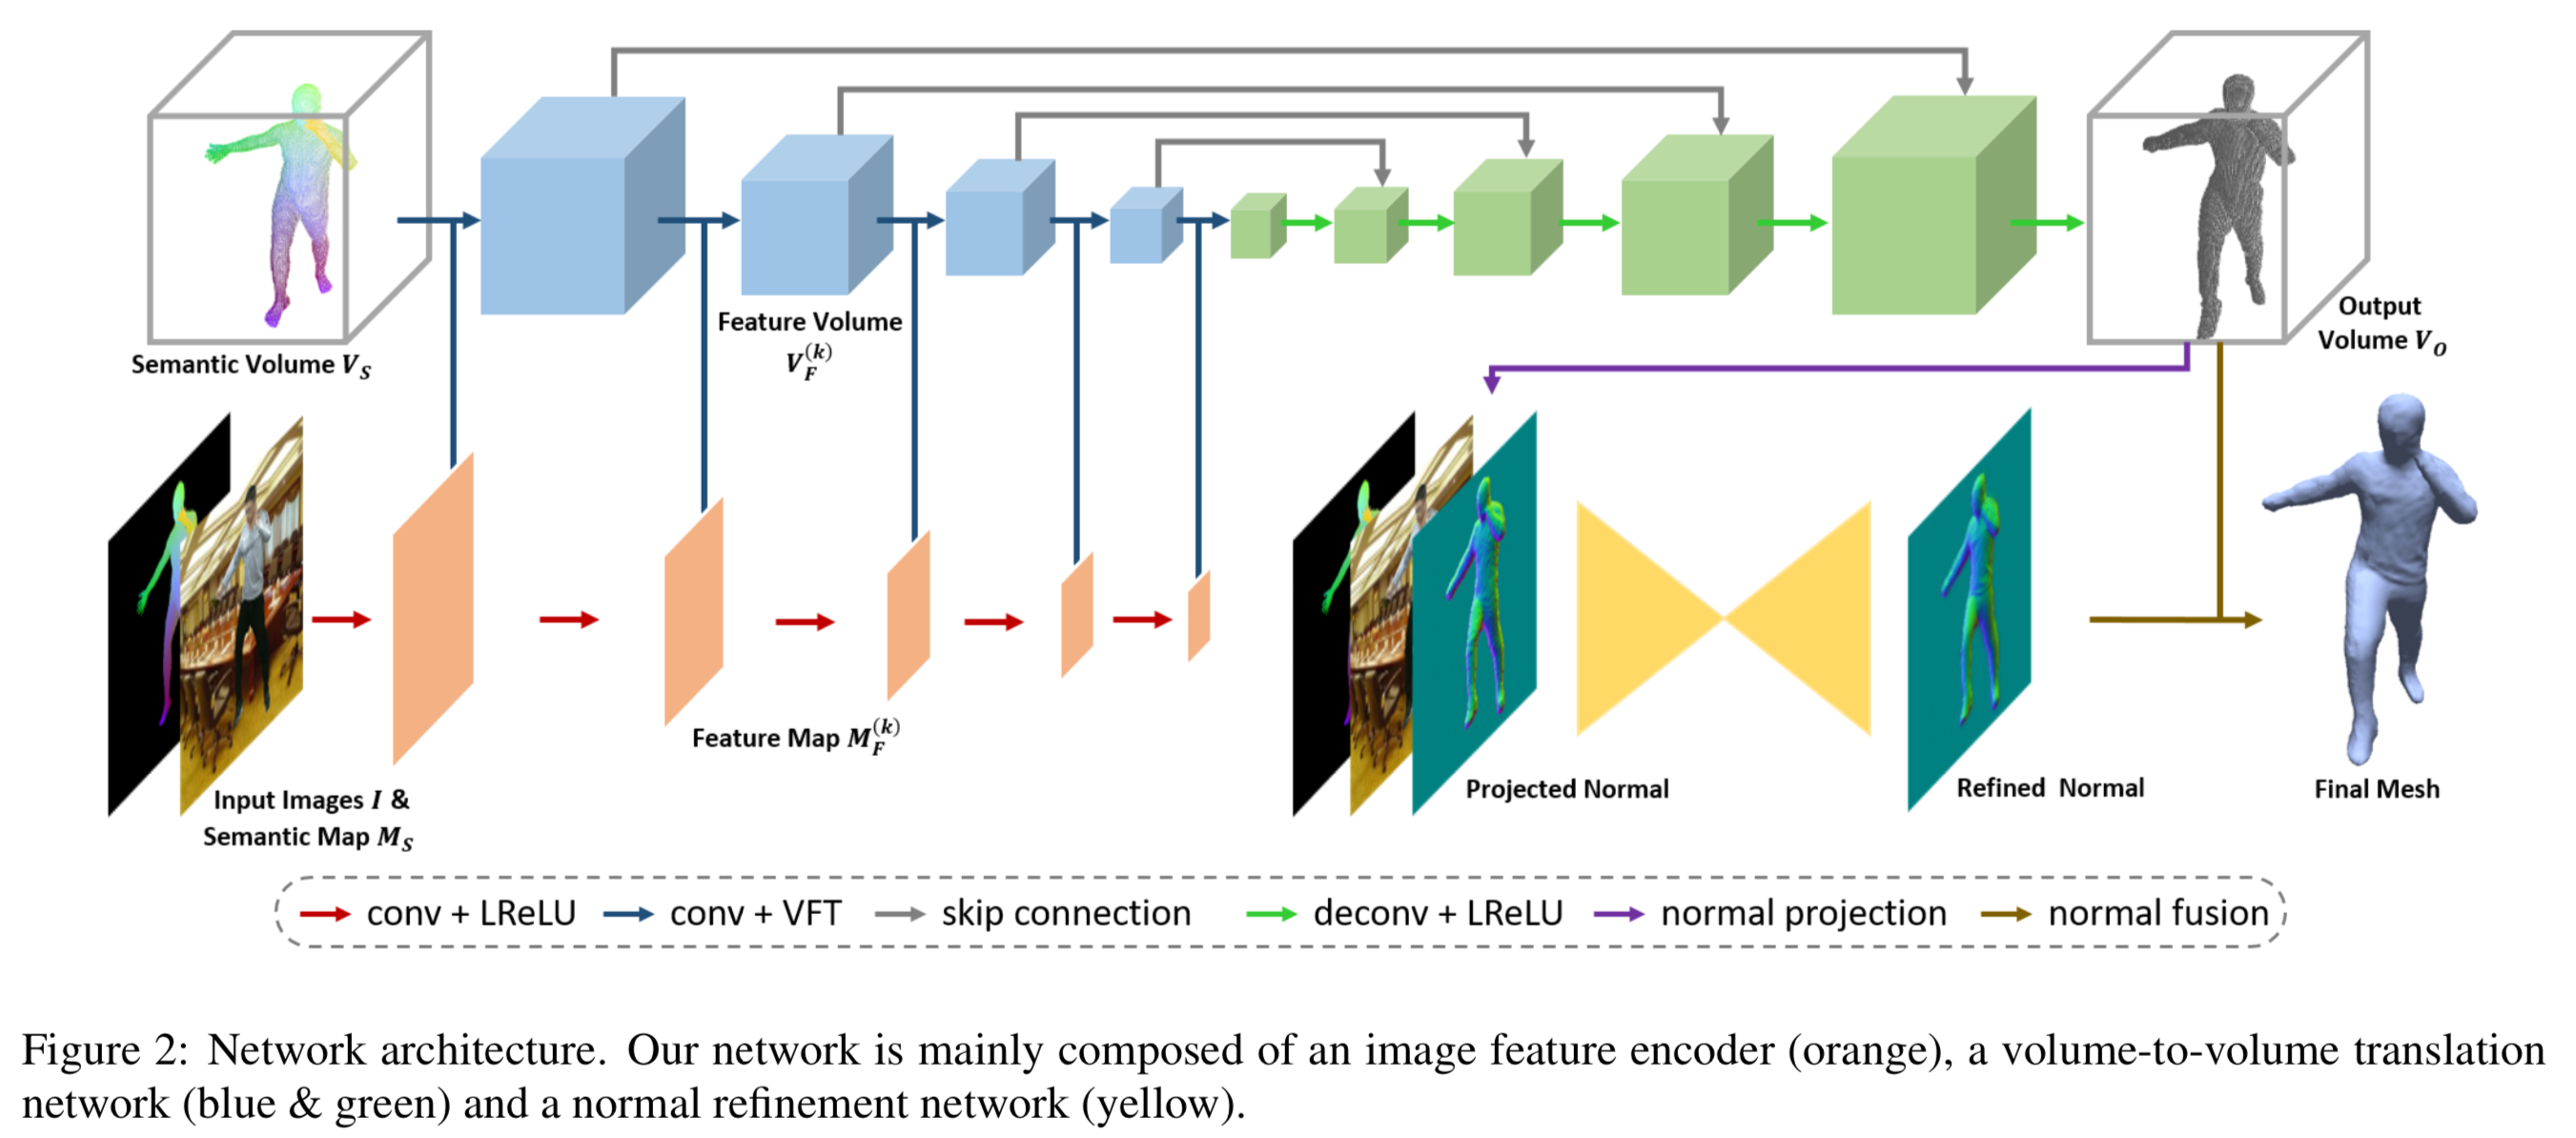 Semantic Volume V_S
Feature Volume
V_F^(k)
Output
Volume V_O
Input Images I &
Semantic Map M_S
Feature Map M_F^(k)
Projected Normal
Refined Normal
Final Mesh
conv + LReLU
conv + VFT
skip connection
deconv + LReLU
normal projection
normal fusion
Figure 2: Network architecture. Our network is mainly composed of an image feature encoder (orange), a volume-to-volume translation
network (blue & green) and a normal refinement network (yellow).